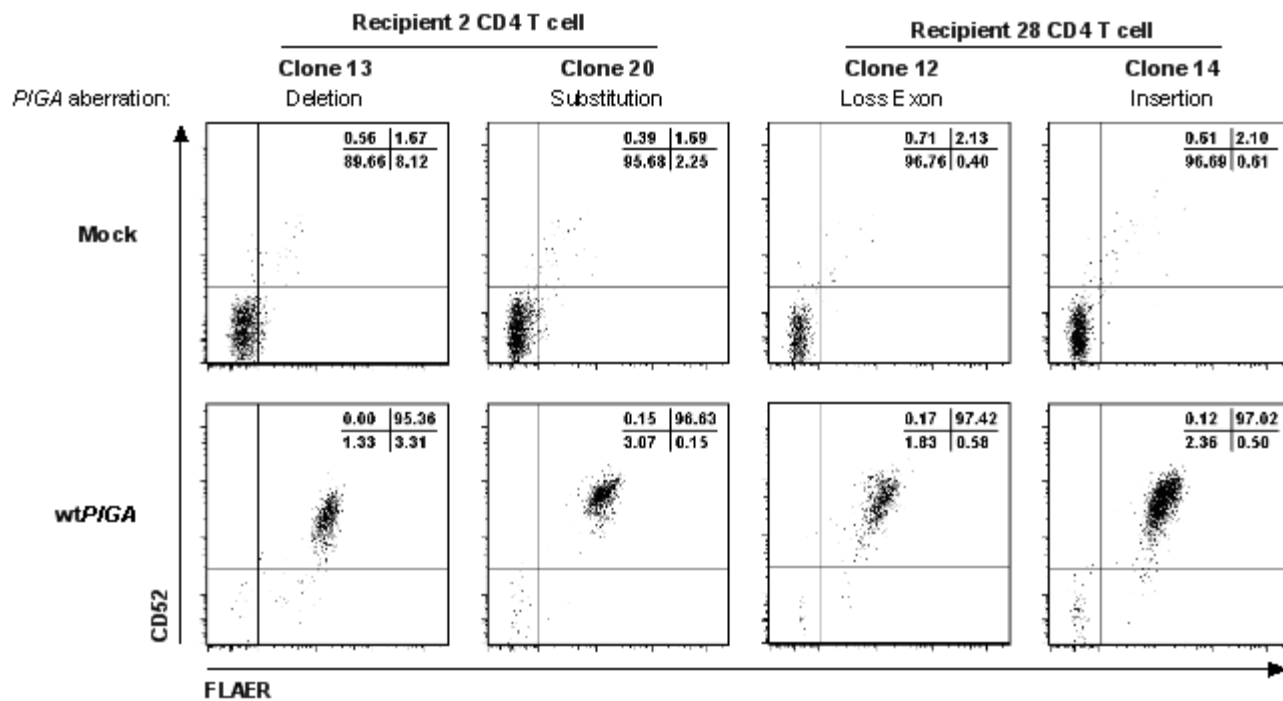 Recipient 2 CD4 T cell Recipient 28 CD4 T cell
Clone 13 Clone 20 Clone 12 Clone 14
PIGA aberration: Deletion Substitution Loss Exon Insertion
Mock
0.56 1.67 0.39 1.69 0.71 2.13 0.61 2.10
89.66 8.12 95.68 2.25 96.76 0.40 96.69 0.61
wtPIGA
0.00 95.36 0.15 96.63 0.17 97.42 0.12 97.02
1.33 3.31 3.07 0.15 1.83 0.58 2.36 0.50
CD52
FLAER